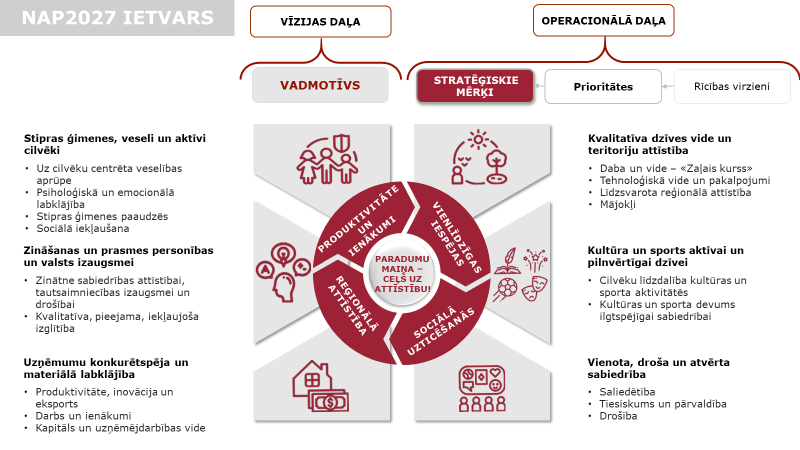 NAP2027 IETVARS
VĪZIJAS DAĻA
OPERACIONĀLĀ DAĻA
VADMOTĪVS
STRATĒĢISKIE
MĒRĶI
Prioritātes
Rīcības virzieni
Stipras ģimenes, veseli un aktīvi
cilvēki
• Uz cilvēku centrēta veselības
aprūpe
• Psiholoģiskā un emocionālā
labklājība
• Stipras ģimenes paaudzēs
• Sociālā iekļaušana
Zināšanas un prasmes personības
un valsts izaugsmei
• Zinātne sabiedrības attīstībai,
tautsaimniecības izaugsmei un
drošībai
• Kvalitatīva, pieejama, iekļaujoša
izglītība
Uzņēmumu konkurētspēja un
materiālā labklājība
• Produktivitāte, inovācija un
eksports
• Darbs un ienākumi
• Kapitāls un uzņēmējdarbības vide
PRODUKTIVITĀTE
UN
IENĀKUMI
VIENLĪDZĪGAS
IESPĒJAS
PARADUMU
MAIŅA –
CEĻŠ UZ
ATTĪSTĪBU!
REĢIONĀLĀ
ATTĪSTĪBA
SOCIĀLĀ
UZTICĒŠANĀS
Kvalitatīva dzīves vide un
teritoriju attīstība
• Daba un vide – «Zaļais kurss»
• Tehnoloģiskā vide un pakalpojumi
• Līdzsvarota reģionālā attīstība
• Mājokļi
Kultūra un sports aktīvai un
pilnvērtīgai dzīvei
• Cilvēku līdzdalība kultūras un
sporta aktivitātēs
• Kultūras un sporta devums
ilgtspējīgai sabiedrībai
Vienota, droša un atvērta
sabiedrība
• Saliedētība
• Tiesiskums un pārvaldība
• Drošība